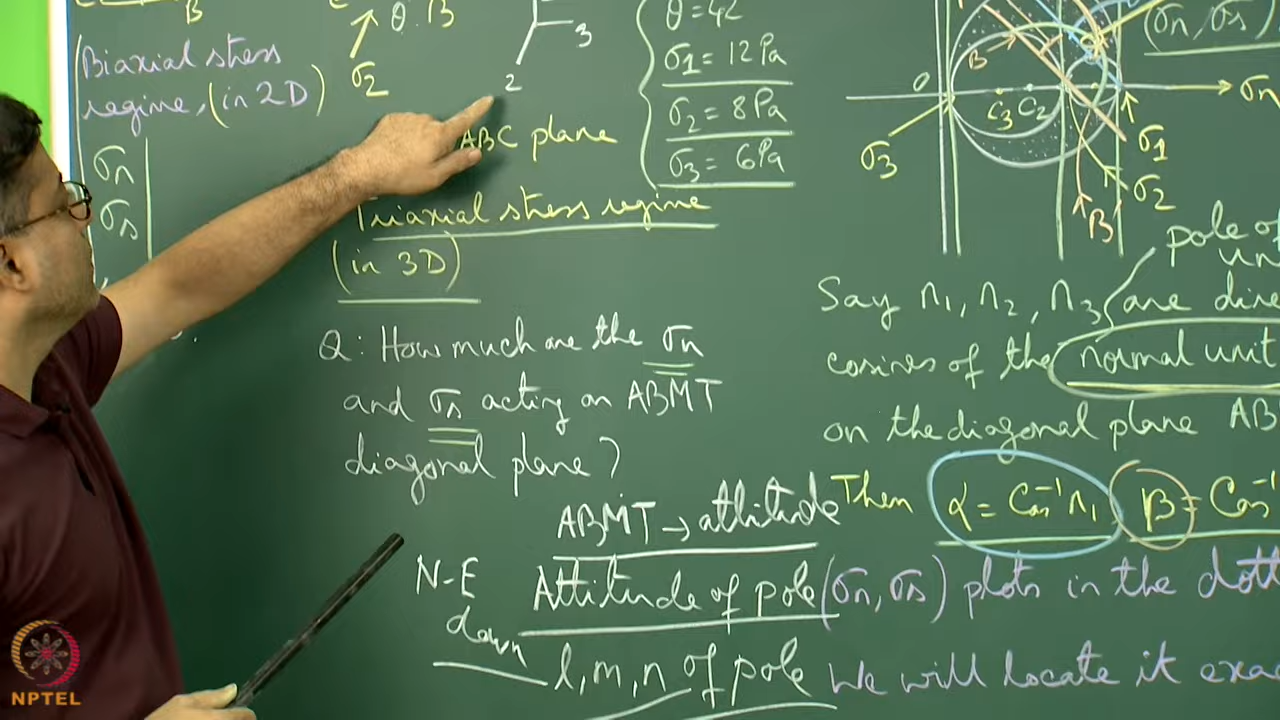 B
(Biaxial stress
regime, (in 2D)
θ. B
σ2
σn
σs
3
2
ABC plane
Triaxial stress regime
(in 3D)
θ = 42
σ1 = 12 Pa
σ2 = 8 Pa
σ3 = 6 Pa
(σn, σs)
B
O
σn
C3 C2
σ3
σ1
σ2
B
Q: How much are the σn
and σs acting on ABMT
diagonal plane?
ABMT → attitude
N-E
down
Attitude of pole
l, m, n of pole
pole of
Say n1, n2, n3 are
cosines of the normal unit
on the diagonal plane AB
Then α = Cos⁻¹ n1 β = Cos⁻¹
(σn, σs) plots in the
We will locate it
NPTEL